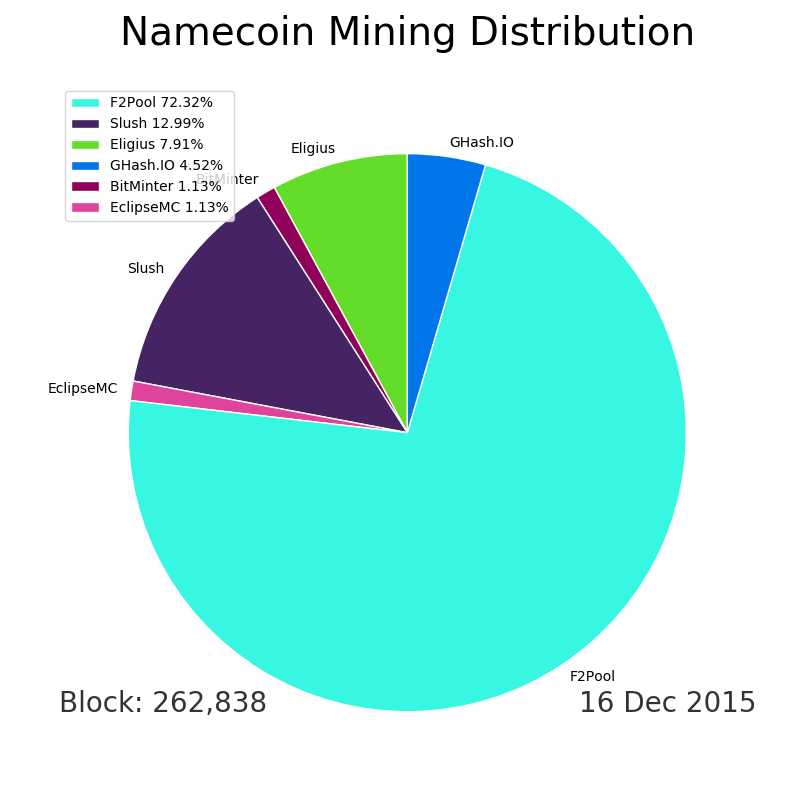 Namecoin Mining Distribution
F2Pool 72.32%
Slush 12.99%
Eligius 7.91%
GHash.IO 4.52%
BitMinter 1.13%
EclipseMC 1.13%
GHash.IO
Eligius
BitMinter
Slush
EclipseMC
F2Pool
Block: 262,838
16 Dec 2015